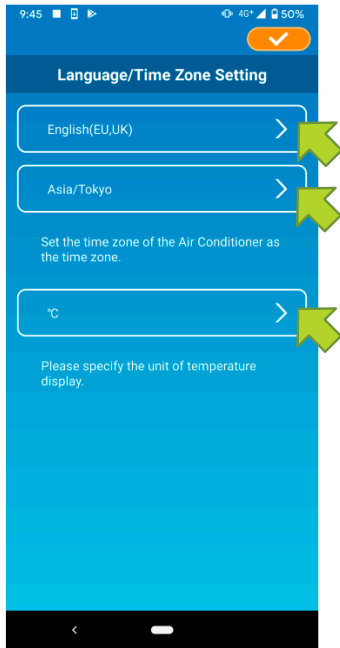 9:45 4G+ 50%
Language/Time Zone Setting
English(EU,UK)
Asia/Tokyo
Set the time zone of the Air Conditioner as
the time zone.
℃
Please specify the unit of temperature
display.